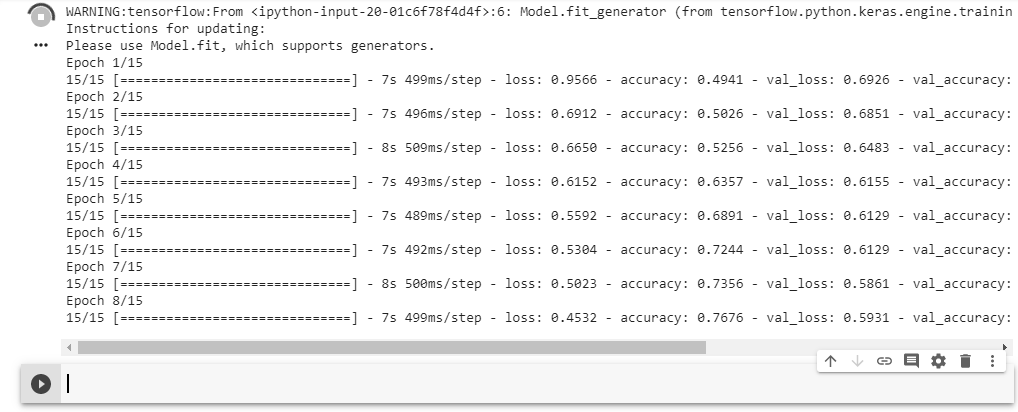 WARNING:tensorflow:From <ipython-input-20-01c6f78f4d4f>:6: Model.fit_generator (from tensorflow.python.keras.engine.trainin
Instructions for updating:
Please use Model.fit, which supports generators.
Epoch 1/15
15/15 [==============================] - 7s 499ms/step - loss: 0.9566 - accuracy: 0.4941 - val_loss: 0.6926 - val_accuracy:
Epoch 2/15
15/15 [==============================] - 7s 496ms/step - loss: 0.6912 - accuracy: 0.5026 - val_loss: 0.6851 - val_accuracy:
Epoch 3/15
15/15 [==============================] - 8s 509ms/step - loss: 0.6650 - accuracy: 0.5256 - val_loss: 0.6483 - val_accuracy:
Epoch 4/15
15/15 [==============================] - 7s 493ms/step - loss: 0.6152 - accuracy: 0.6357 - val_loss: 0.6155 - val_accuracy:
Epoch 5/15
15/15 [==============================] - 7s 489ms/step - loss: 0.5592 - accuracy: 0.6891 - val_loss: 0.6129 - val_accuracy:
Epoch 6/15
15/15 [==============================] - 7s 492ms/step - loss: 0.5304 - accuracy: 0.7244 - val_loss: 0.6129 - val_accuracy:
Epoch 7/15
15/15 [==============================] - 8s 500ms/step - loss: 0.5023 - accuracy: 0.7356 - val_loss: 0.5861 - val_accuracy:
Epoch 8/15
15/15 [==============================] - 7s 499ms/step - loss: 0.4532 - accuracy: 0.7676 - val_loss: 0.5931 - val_accuracy: